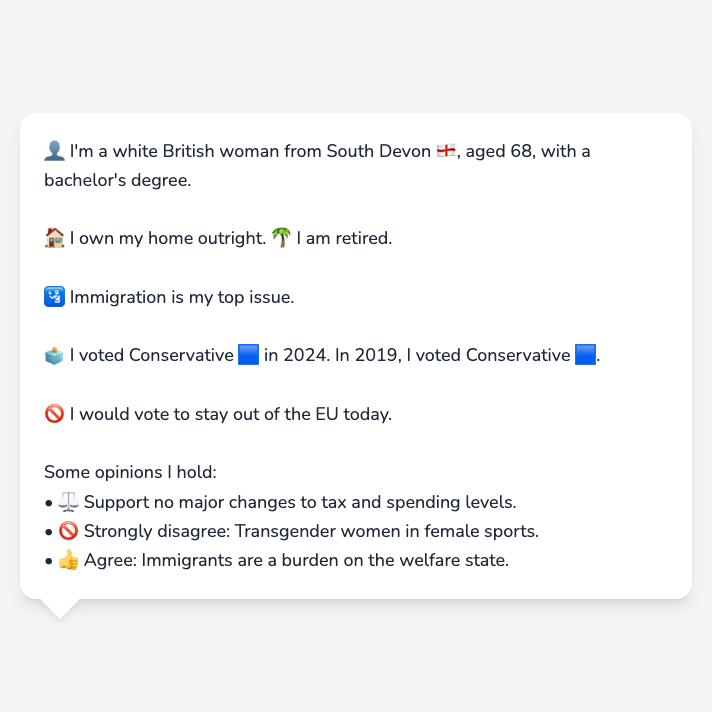 👤 I'm a white British woman from South Devon 🏴󠁧󠁢󠁥󠁮󠁧󠁿, aged 68, with a
bachelor's degree.
🏠 I own my home outright. 🌴 I am retired.
🛂 Immigration is my top issue.
🗳️ I voted Conservative 🟦 in 2024. In 2019, I voted Conservative 🟦.
🚫 I would vote to stay out of the EU today.
Some opinions I hold:
• ⚖️ Support no major changes to tax and spending levels.
• 🚫 Strongly disagree: Transgender women in female sports.
• 👍 Agree: Immigrants are a burden on the welfare state.